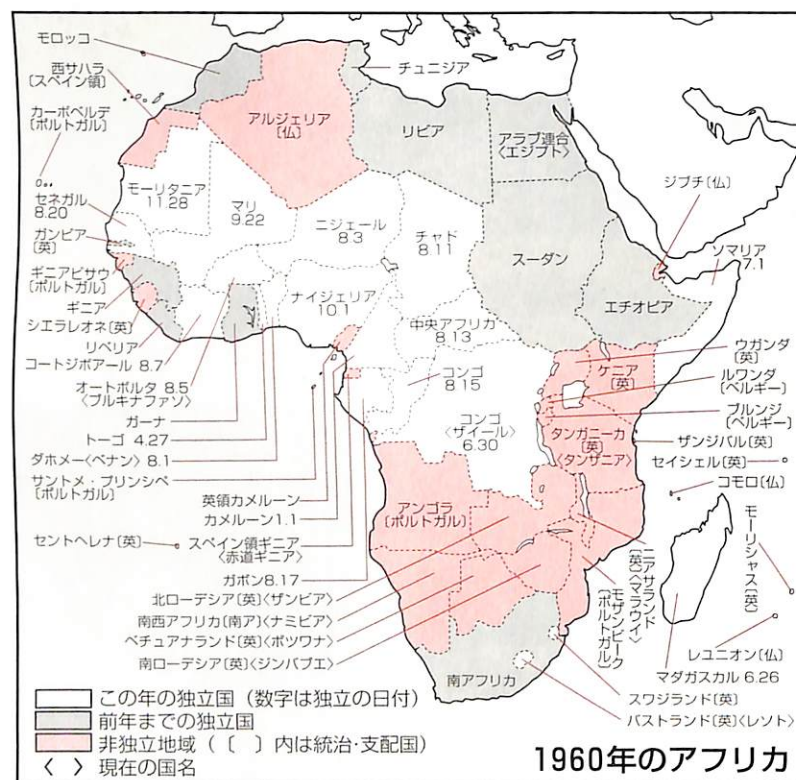 モロッコ
西サハラ
〔スペイン領〕
カーボベルデ
〔ポルトガル〕
チュニジア
アルジェリア
〔仏〕
リビア
アラブ連合
〈エジプト〉
ジブチ〔仏〕
モーリタニア
11.28
マリ
9.22
ニジェール
8.3
チャド
8.11
スーダン
ソマリア
7.1
セネガル
8.20
ガンビア
〔英〕
ギニアビサウ
〔ポルトガル〕
ギニア
シエラレオネ〔英〕
リベリア
コートジボアール 8.7
オートボルタ 8.5
〈ブルキナファソ〉
ガーナ
トーゴ 4.27
ダホメー〈ベナン〉 8.1
サントメ・プリンシペ
〔ポルトガル〕
ナイジェリア
10.1
中央アフリカ
8.13
エチオピア
コンゴ
8.15
コンゴ
〈ザイール〉
6.30
ウガンダ
〔英〕
ケニア
〔英〕
ルワンダ
〔ベルギー〕
ブルンジ
〔ベルギー〕
タンガニーカ
〔英〕
〈タンザニア〉
ザンジバル〔英〕
セイシェル〔英〕
コモロ〔仏〕
英領カメルーン
カメルーン1.1
スペイン領ギニア
〈赤道ギニア〉
ガボン8.17
セントヘレナ〔英〕
アンゴラ
〔ポルトガル〕
北ローデシア〔英〕〈ザンビア〉
南西アフリカ〔南ア〕〈ナミビア〉
ベチュアナランド〔英〕〈ボツワナ〉
南ローデシア〔英〕〈ジンバブエ〉
ニアサランド
〔英〕〈マラウイ〉
モザンビーク
〔ポルトガル〕
モーリシャス〔英〕
レユニオン〔仏〕
マダガスカル 6.26
南アフリカ
スワジランド〔英〕
バストランド〔英〕〈レソト〉
この年の独立国（数字は独立の日付）
前年までの独立国
非独立地域（〔 〕内は統治・支配国）
〈 〉現在の国名
1960年のアフリカ